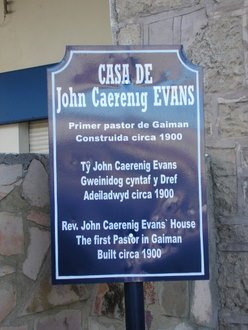 CASA DE
John Caerenig EVANS
Primer pastor de Gaiman
Construida circa 1900
Tŷ John Caerenig Evans
Gweinidog cyntaf y Dref
Adeiladwyd circa 1900
Rev. John Caerenig Evans` House
The first Pastor in Gaiman
Built circa 1900